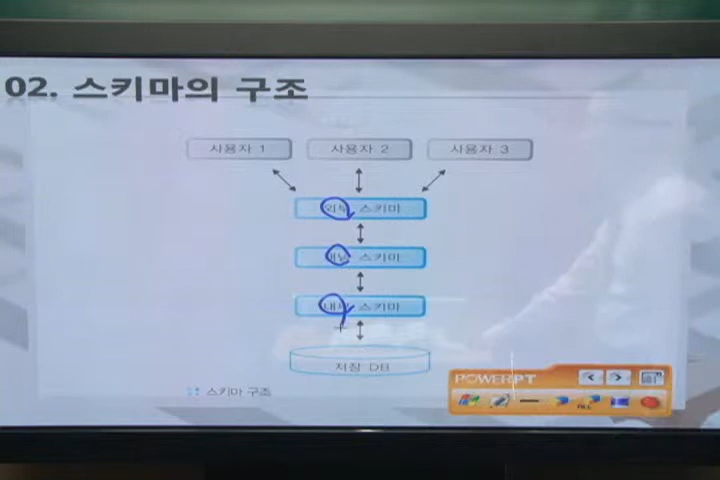 02. 스키마의 구조
사용자 1
사용자 2
사용자 3
외부 스키마
스키마
내부 스키마
저장 DB
스키마 구조
POWERPT